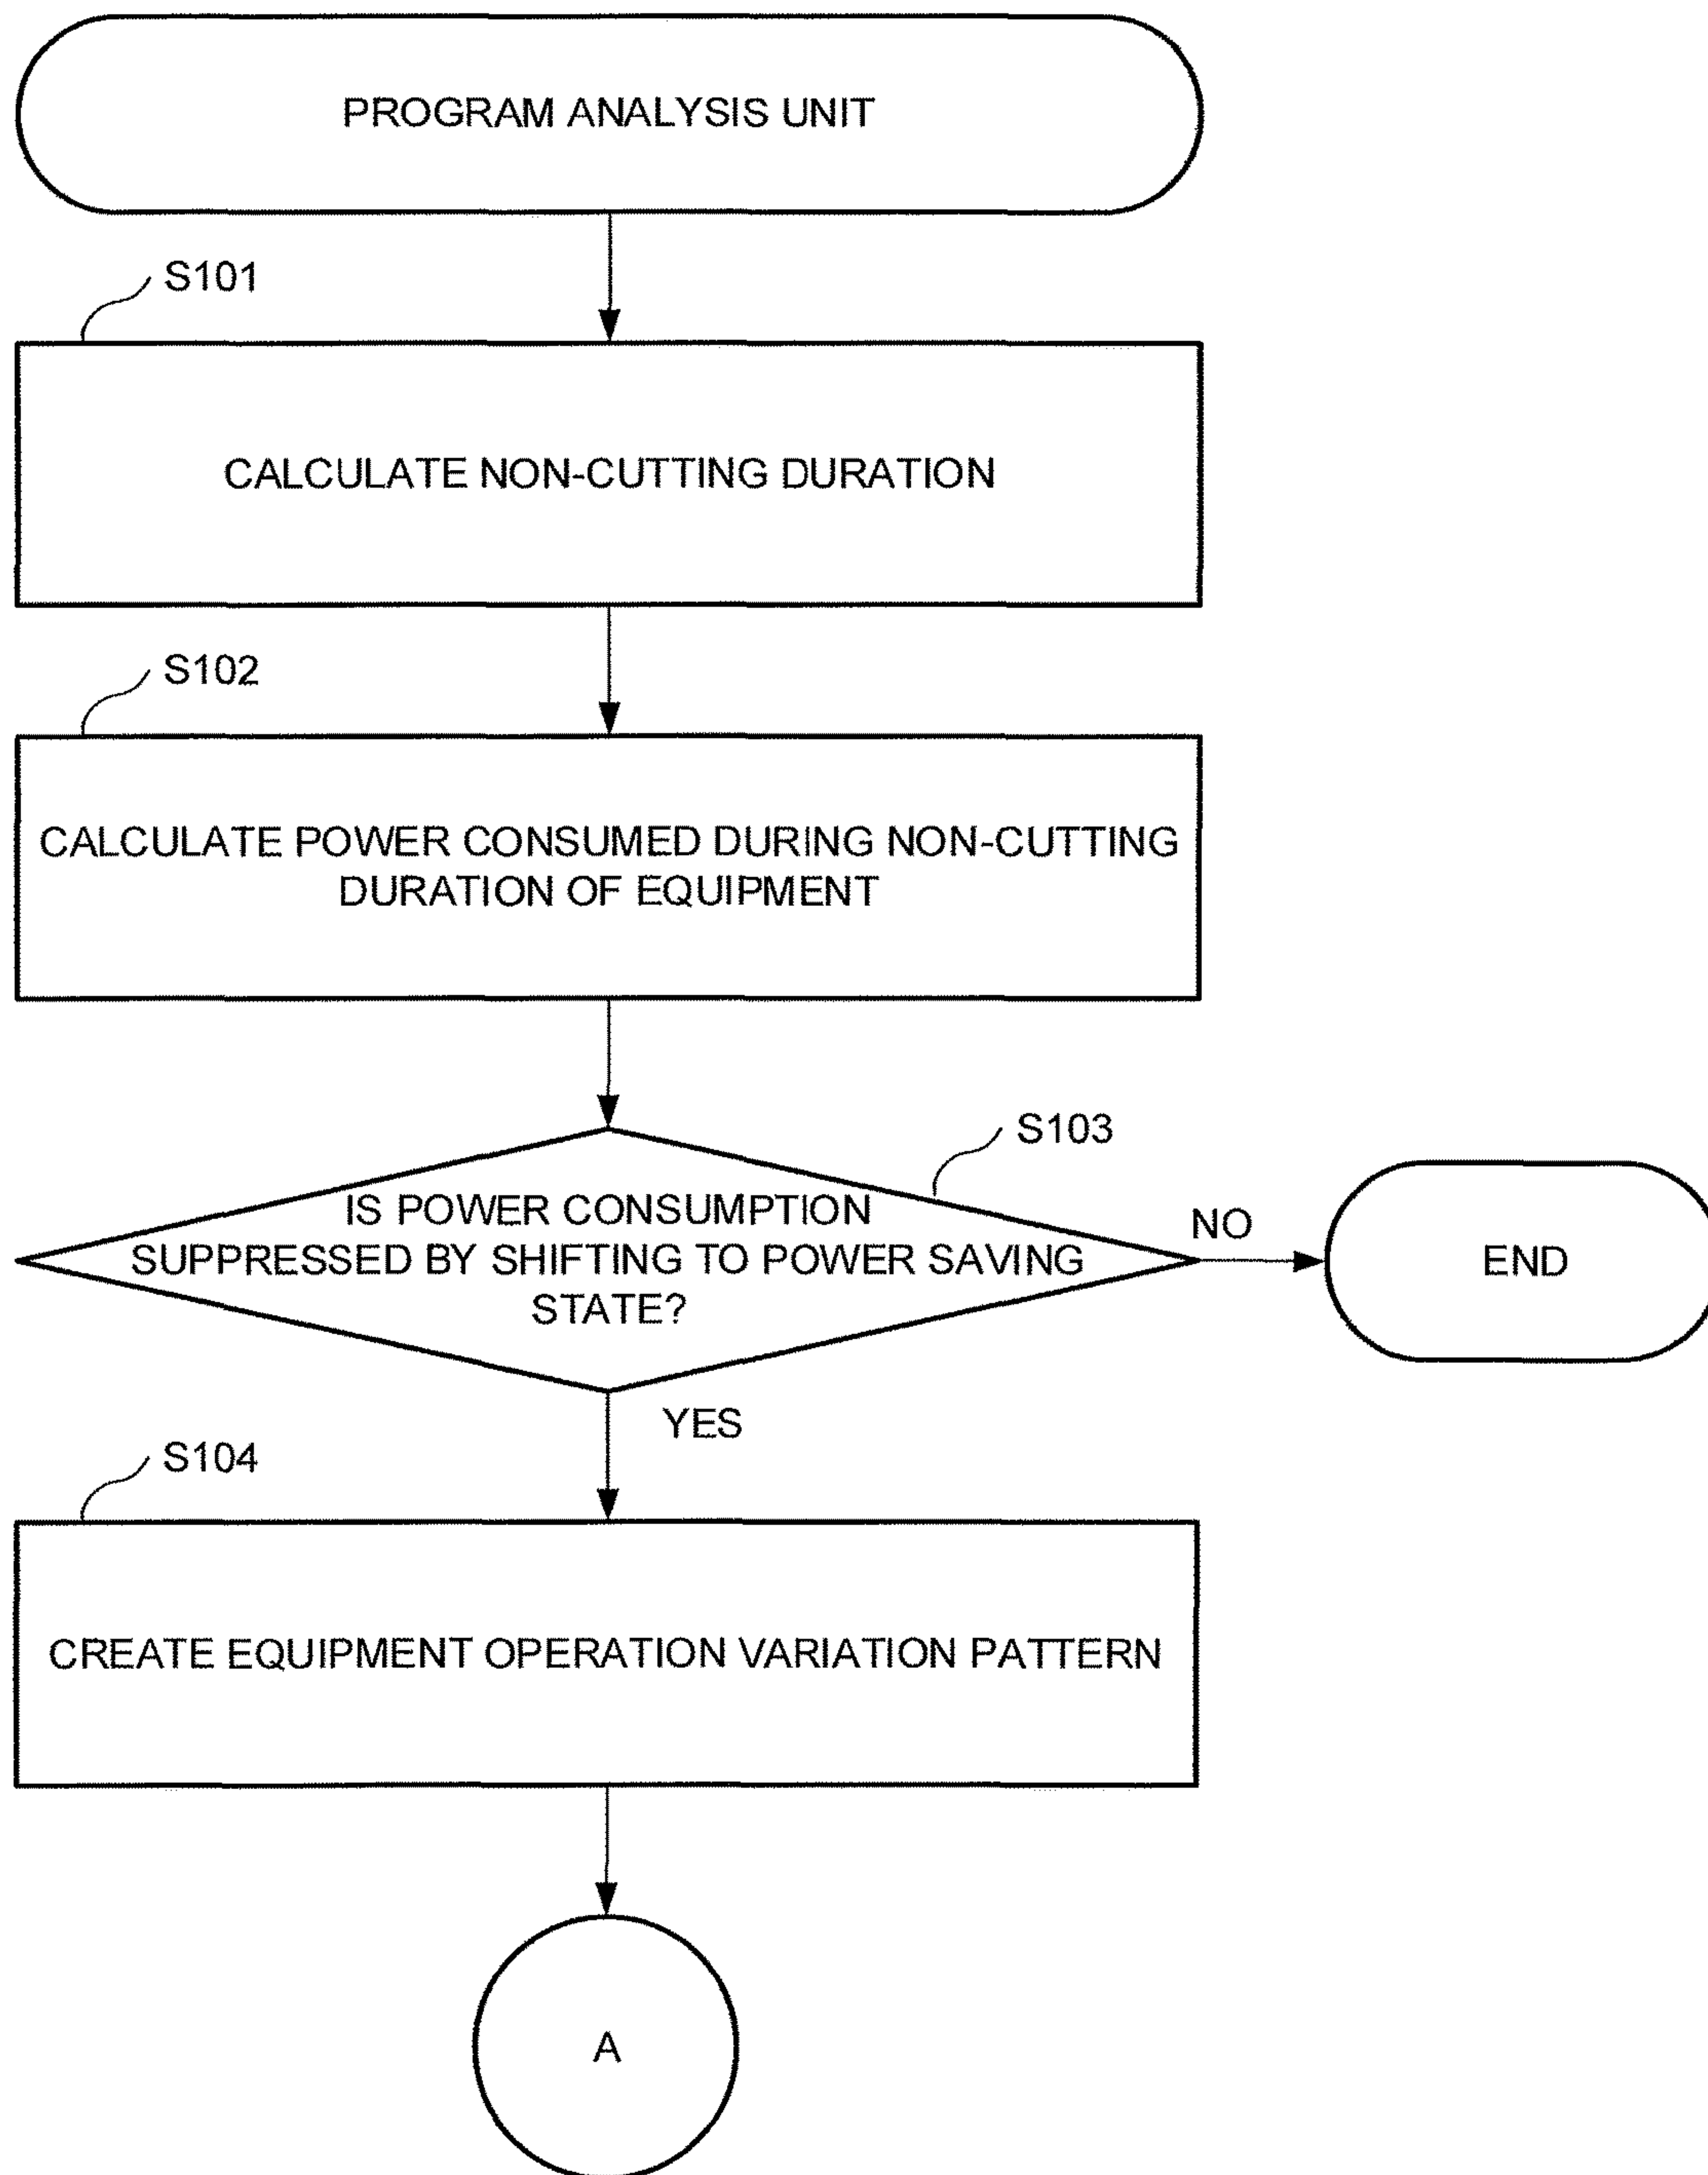 PROGRAM ANALYSIS UNIT
S101
CALCULATE NON-CUTTING DURATION
S102
CALCULATE POWER CONSUMED DURING NON-CUTTING
DURATION OF EQUIPMENT
S103
IS POWER CONSUMPTION
SUPPRESSED BY SHIFTING TO POWER SAVING
STATE?
NO
END
YES
S104
CREATE EQUIPMENT OPERATION VARIATION PATTERN
A